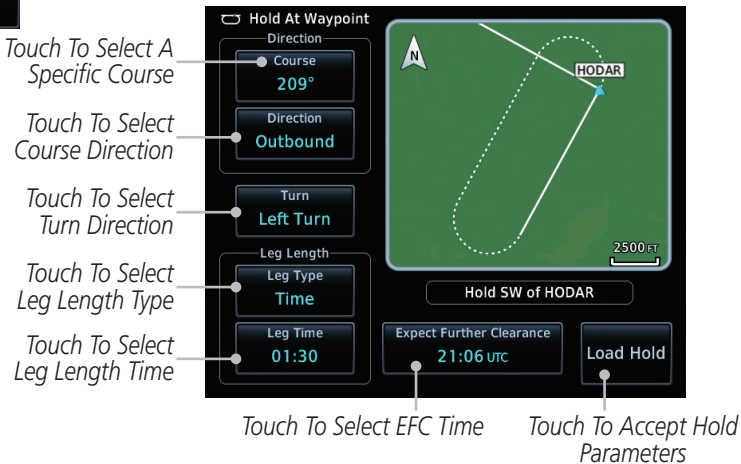 Hold At Waypoint
Touch To Select A
Specific Course
Direction
Course
209°
Touch To Select
Course Direction
Direction
Outbound
Touch To Select
Turn Direction
Turn
Left Turn
Touch To Select
Leg Length Type
Leg Length
Leg Type
Time
Touch To Select
Leg Length Time
Leg Time
01:30
N
HODAR
2500 FT
Hold SW of HODAR
Expect Further Clearance
21:06 UTC
Load Hold
Touch To Select EFC Time
Touch To Accept Hold
Parameters